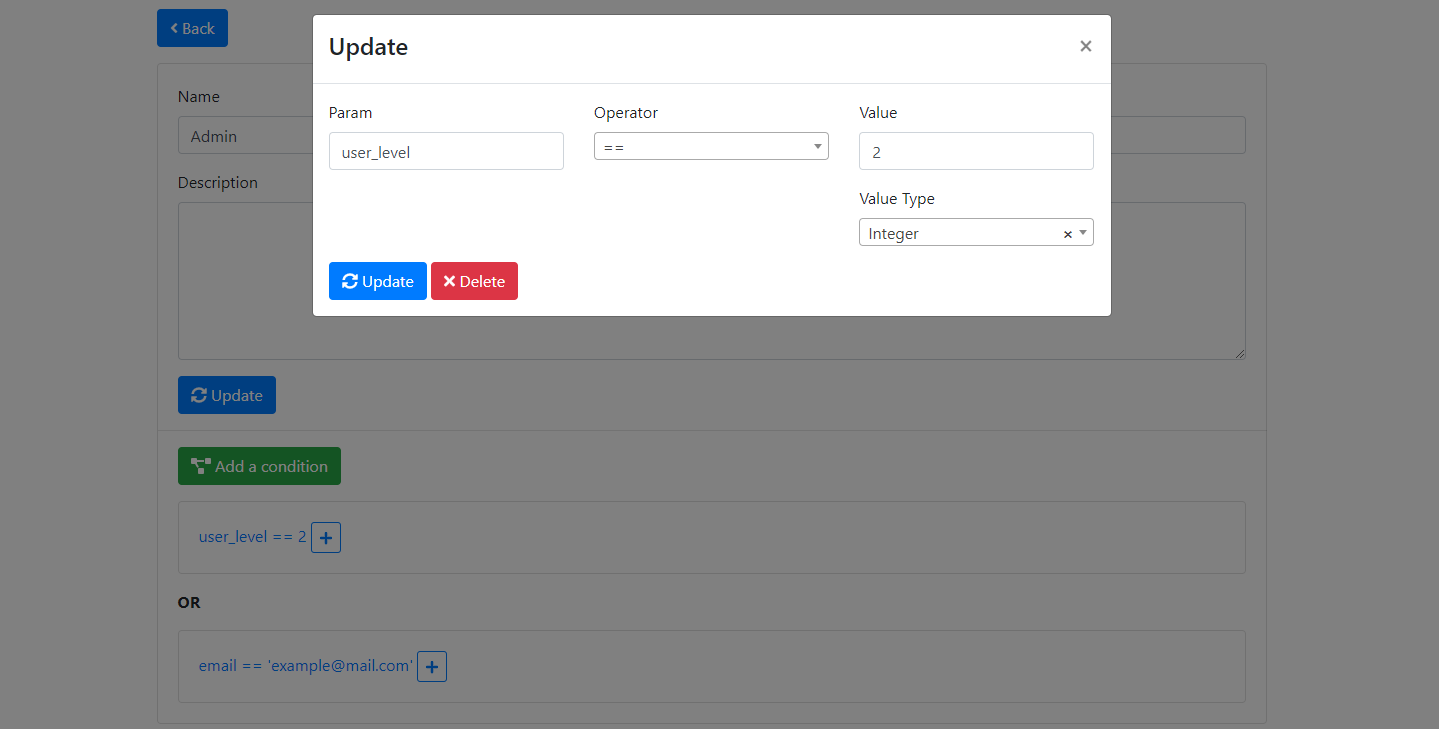 Back
Update
×
Name
Admin
Param
Operator
Value
user_level
==
2
Value Type
Integer
×
Description
Update
Delete
Update
Add a condition
user_level == 2 +
OR
email == 'example@mail.com' +